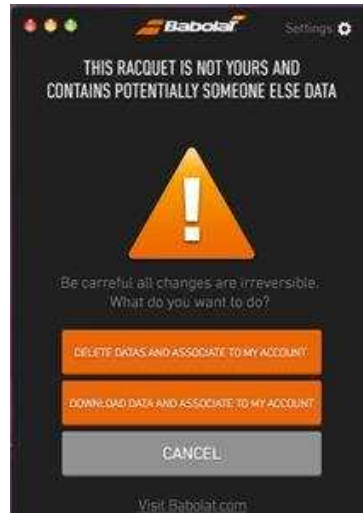 Babolat
Settings
THIS RACQUET IS NOT YOURS AND
CONTAINS POTENTIALLY SOMEONE ELSE DATA
!
Be carreful all changes are irreversible.
What do you want to do?
DELETE DATAS AND ASSOCIATE TO MY ACCOUNT
DOWNLOAD DATA AND ASSOCIATE TO MY ACCOUNT
CANCEL
Visit Babolat.com